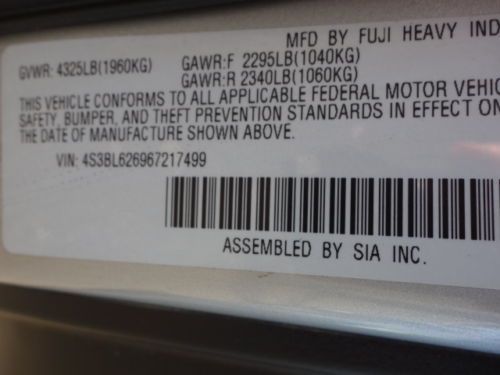 MFD BY FUJI HEAVY IND
GVWR: 4325LB(1960KG) GAWR:F 2295LB(1040KG)
GAWR:R 2340LB(1060KG)
THIS VEHICLE CONFORMS TO ALL APPLICABLE FEDERAL MOTOR VEHIC
SAFETY, BUMPER, AND THEFT PREVENTION STANDARDS IN EFFECT ON
THE DATE OF MANUFACTURE SHOWN ABOVE.
VIN: 4S3BL626967217499
ASSEMBLED BY SIA INC.